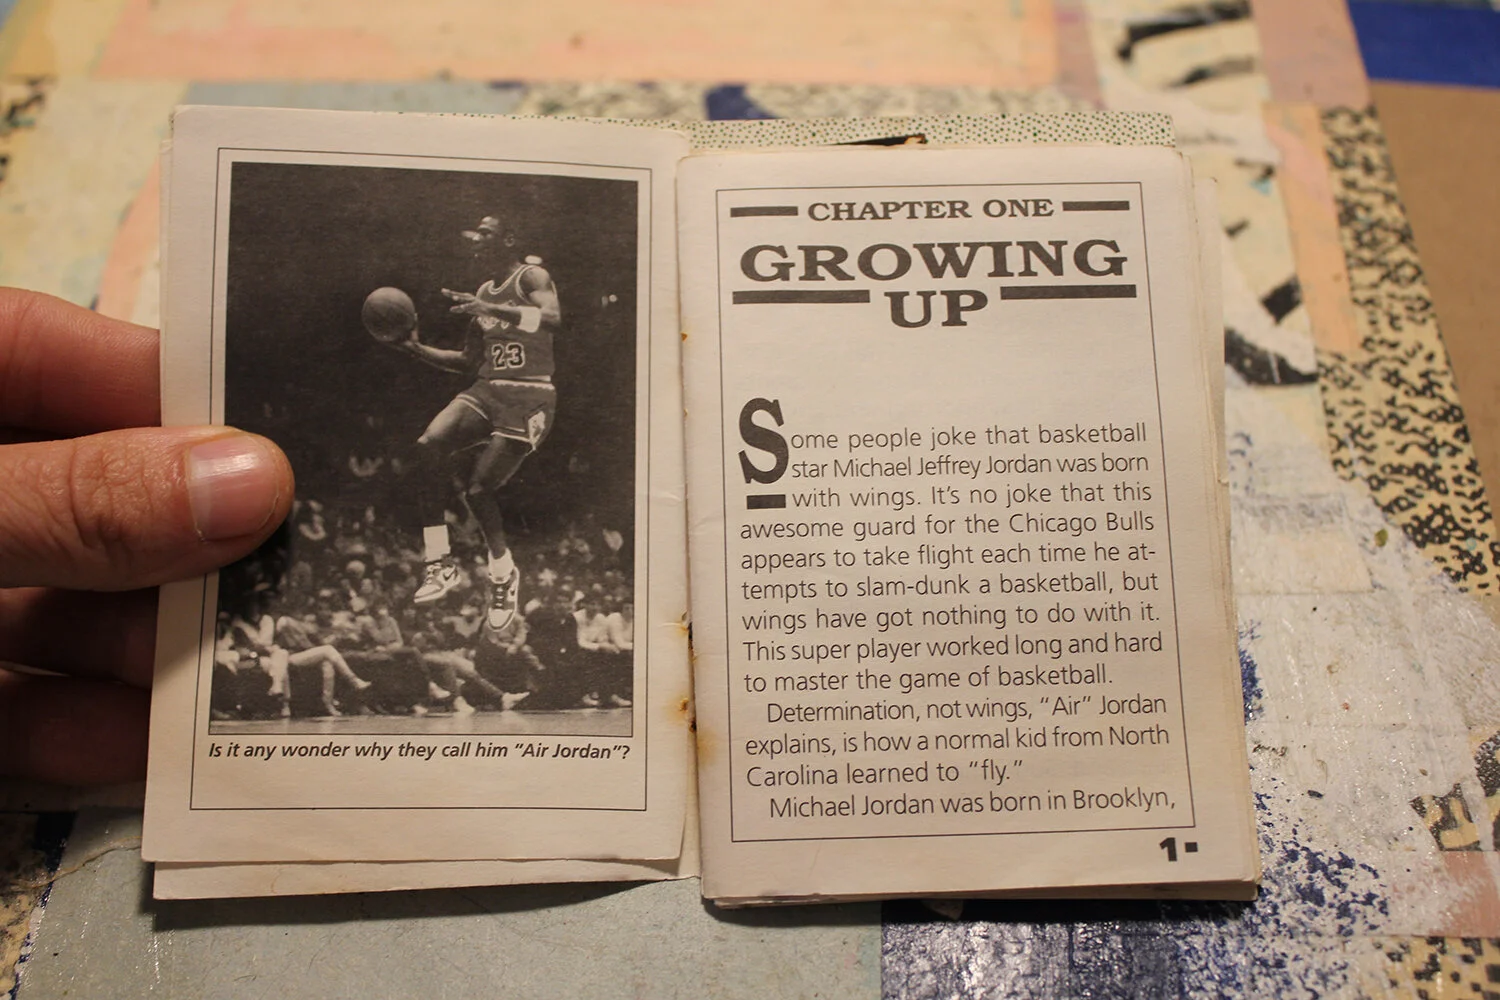 23
Is it any wonder why they call him "Air Jordan"?
CHAPTER ONE
GROWING
UP
Some people joke that basketball
star Michael Jeffrey Jordan was born
with wings. It's no joke that this
awesome guard for the Chicago Bulls
appears to take flight each time he at-
tempts to slam-dunk a basketball, but
wings have got nothing to do with it.
This super player worked long and hard
to master the game of basketball.
Determination, not wings, "Air" Jordan
explains, is how a normal kid from North
Carolina learned to "fly."
Michael Jordan was born in Brooklyn,
1